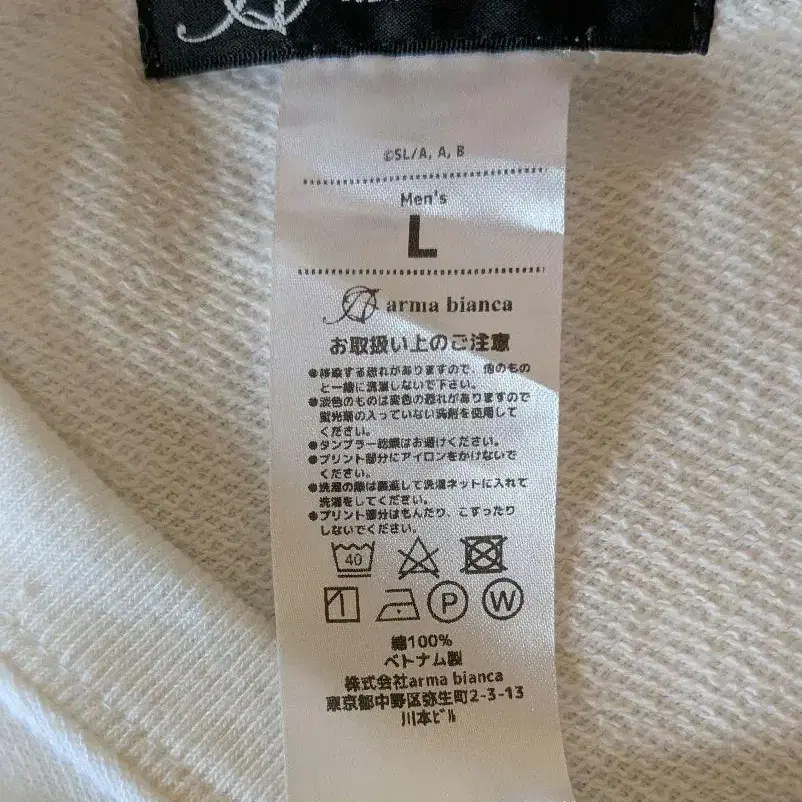 ©SL/A, A, B
Men's
L
arma bianca
お取扱い上のご注意
●移染する恐れがありますので、他のもの
と一緒に洗濯しないで下さい。
●淡色のものは変色の恐れがありますので
蛍光剤の入っていない洗剤を使用して
ください。
●タンブラー乾燥はお避けください。
●プリント部分にアイロンをかけないで
ください。
●洗濯の際は裏返して洗濯ネットに入れて
洗濯をしてください。
●プリント部分はもんだり、こすったり
しないでください。
40
P W
綿100%
ベトナム製
株式会社arma bianca
東京都中野区弥生町2-3-13
川本ビル